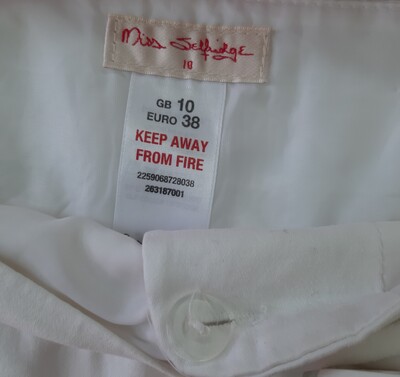 Miss Selfridge
10
GB 10
EURO 38
KEEP AWAY
FROM FIRE
2259068728038
263187001